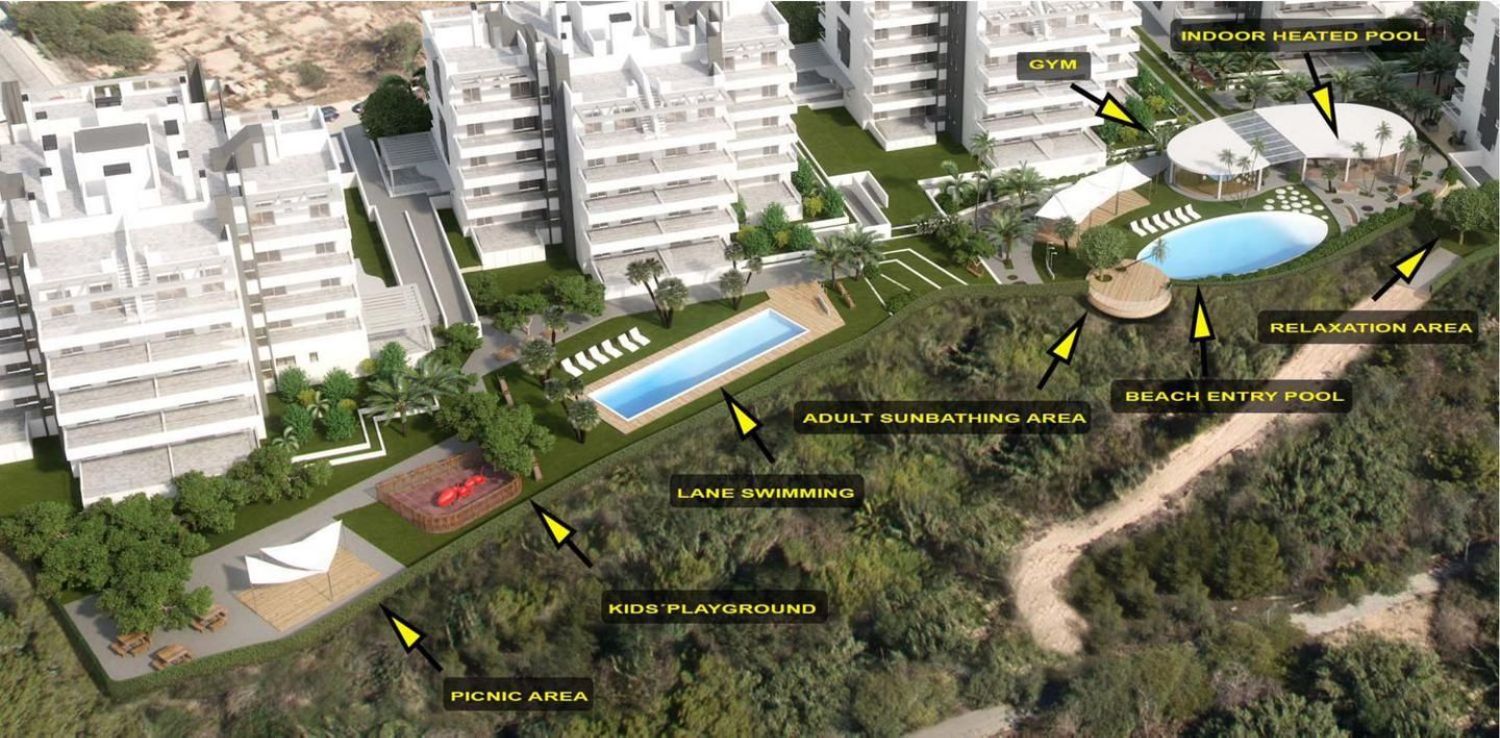 INDOOR HEATED POOL
GYM
RELAXATION AREA
BEACH ENTRY POOL
ADULT SUNBATHING AREA
LANE SWIMMING
KIDS´PLAYGROUND
PICNIC AREA